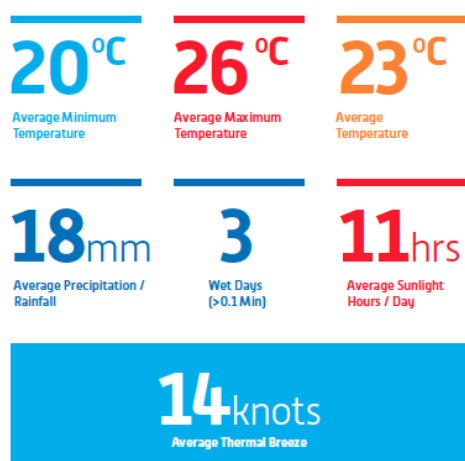 20°C
Average Minimum
Temperature
26°C
Average Maximum
Temperature
23°C
Average
Temperature
18mm
Average Precipitation /
Rainfall
3
Wet Days
(>0.1 Min)
11hrs
Average Sunlight
Hours / Day
14knots
Average Thermal Breeze